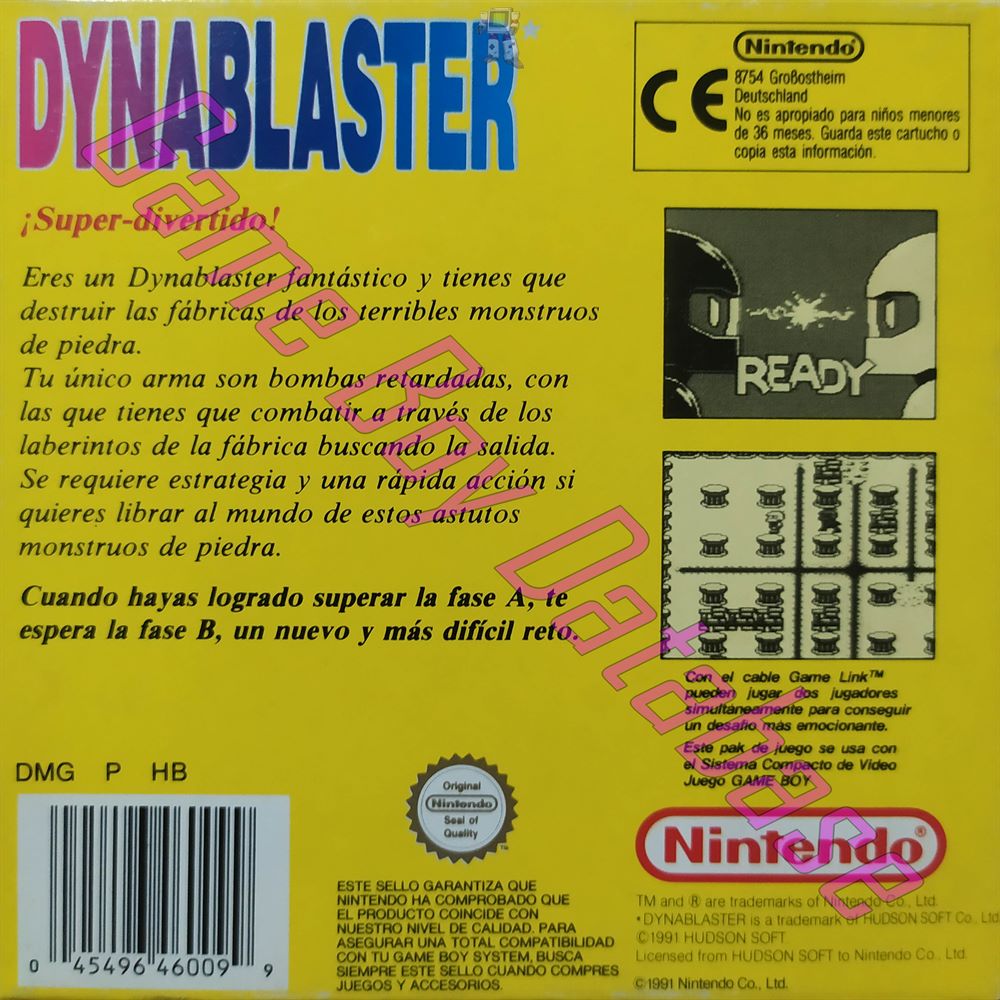 DYNABLASTER*
¡Super-divertido!
Eres un Dynablaster fantástico y tienes que
destruir las fábricas de los terribles monstruos
de piedra.
Tu único arma son bombas retardadas, con
las que tienes que combatir a través de los
laberintos de la fábrica buscando la salida.
Se requiere estrategia y una rápida acción si
quieres librar al mundo de estos astutos
monstruos de piedra.
Cuando hayas logrado superar la fase A, te
espera la fase B, un nuevo y más difícil reto.
DMG P HB
0 45496 46009 9
Original
Nintendo
Seal of
Quality
TM
ESTE SELLO GARANTIZA QUE
NINTENDO HA COMPROBADO QUE
EL PRODUCTO COINCIDE CON
NUESTRO NIVEL DE CALIDAD. PARA
ASEGURAR UNA TOTAL COMPATIBILIDAD
CON TU GAME BOY SYSTEM, BUSCA
SIEMPRE ESTE SELLO CUANDO COMPRES
JUEGOS Y ACCESORIOS.
Nintendo®
CE
8754 Großostheim
Deutschland
No es apropiado para niños menores
de 36 meses. Guarda este cartucho o
copia esta información.
READY
Con el cable Game Link™
pueden jugar dos jugadores
simultáneamente para conseguir
un desafío más emocionante.
Este pak de juego se usa con
el Sistema Compacto de Video
Juego GAME BOY
Nintendo®
TM and ® are trademarks of Nintendo Co., Ltd.
*DYNABLASTER is a trademark of HUDSON SOFT Co., Ltd
©1991 HUDSON SOFT.
Licensed from HUDSON SOFT to Nintendo Co., Ltd.
©1991 Nintendo Co., Ltd.
Game Boy Database